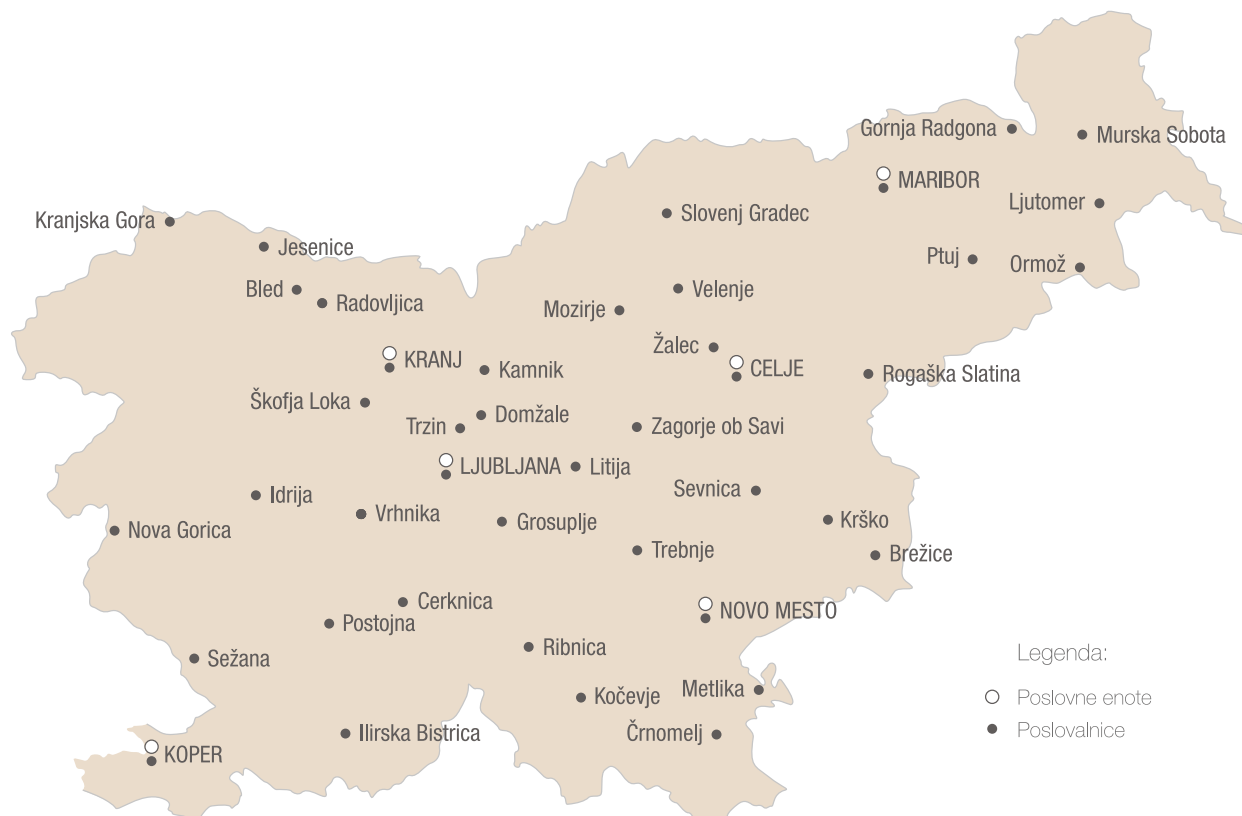 Gornja Radgona
Murska Sobota
MARIBOR
Ljutomer
Slovenj Gradec
Kranjska Gora
Jesenice
Ptuj
Ormož
Bled
Radovljica
Velenje
Mozirje
Žalec
KRANJ
Kamnik
CELJE
Rogaška Slatina
Škofja Loka
Domžale
Trzin
Zagorje ob Savi
LJUBLJANA
Litija
Sevnica
Idrija
Vrhnika
Grosuplje
Krško
Nova Gorica
Trebnje
Brežice
Cerknica
NOVO MESTO
Postojna
Ribnica
Sežana
Metlika
Kočevje
Ilirska Bistrica
Črnomelj
KOPER
Legenda:
Poslovne enote
Poslovalnice